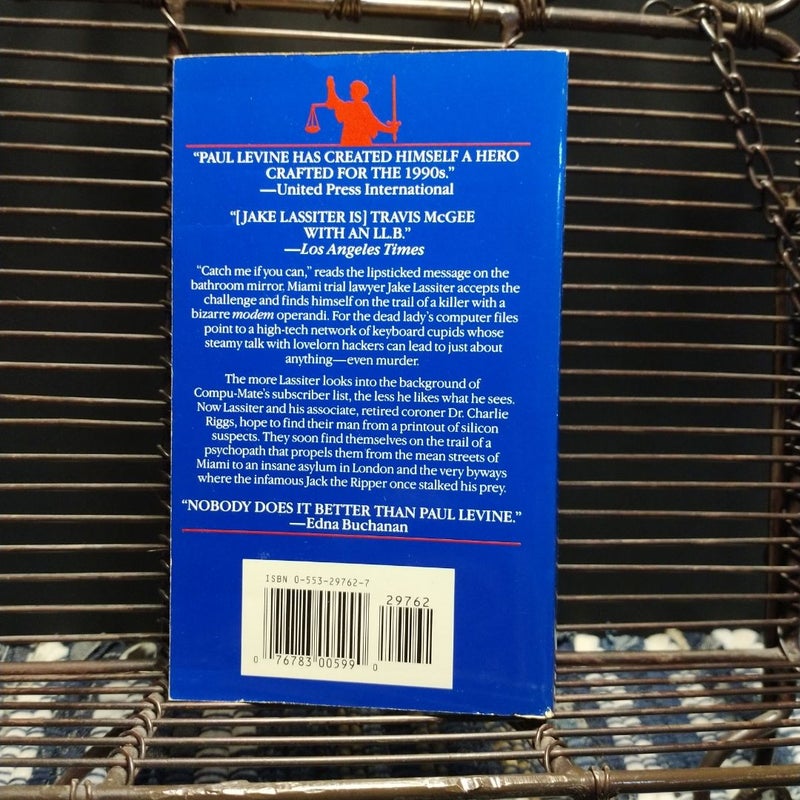 “PAUL LEVINE HAS CREATED HIMSELF A HERO
CRAFTED FOR THE 1990s.”
—United Press International
“[JAKE LASSITER IS] TRAVIS McGEE
WITH AN LL.B.”
—Los Angeles Times
“Catch me if you can,” reads the lipsticked message on the
bathroom mirror. Miami trial lawyer Jake Lassiter accepts the
challenge and finds himself on the trail of a killer with a
bizarre modem operandi. For the dead lady’s computer files
point to a high-tech network of keyboard cupids whose
steamy talk with lovelorn hackers can lead to just about
anything—even murder.
The more Lassiter looks into the background of
Compu-Mate’s subscriber list, the less he likes what he sees.
Now Lassiter and his associate, retired coroner Dr. Charlie
Riggs, hope to find their man from a printout of silicon
suspects. They soon find themselves on the trail of a
psychopath that propels them from the mean streets of
Miami to an insane asylum in London and the very byways
where the infamous Jack the Ripper once stalked his prey.
“NOBODY DOES IT BETTER THAN PAUL LEVINE.”
—Edna Buchanan
ISBN 0-553-29762-7
29762
0 76783 00599 0